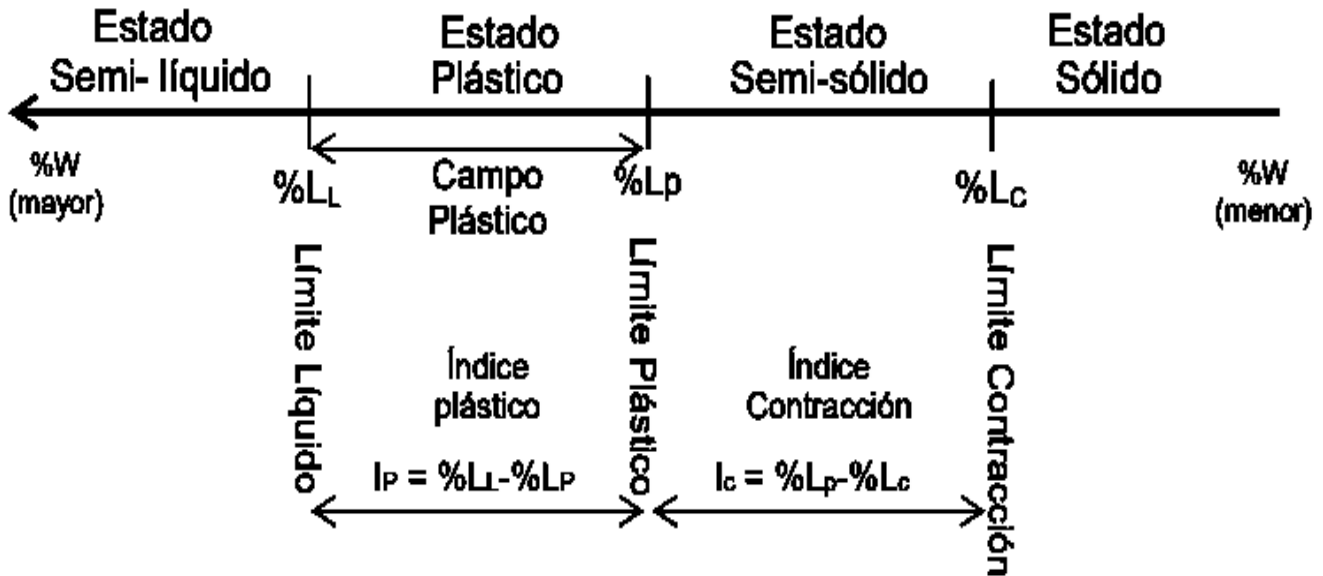 Estado
Semi- líquido
Estado
Plástico
Estado
Semi-sólido
Estado
Sólido
%W
(mayor)
%LL
Campo
Plástico
%Lp
%LC
%W
(menor)
Límite Líquido
Índice
plástico
IP = %LL-%LP
Límite Plástico
Índice
Contracción
Ic = %Lp-%Lc
Límite Contracción